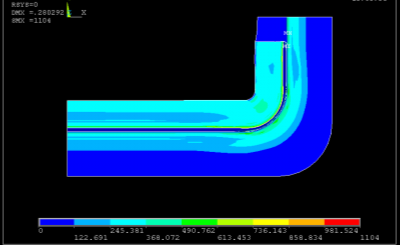 RSYS=0
DMX =.280292
SMX =1104
X
MX
0 245.381 490.762 736.143 981.524
122.691 368.072 613.453 858.834 1104